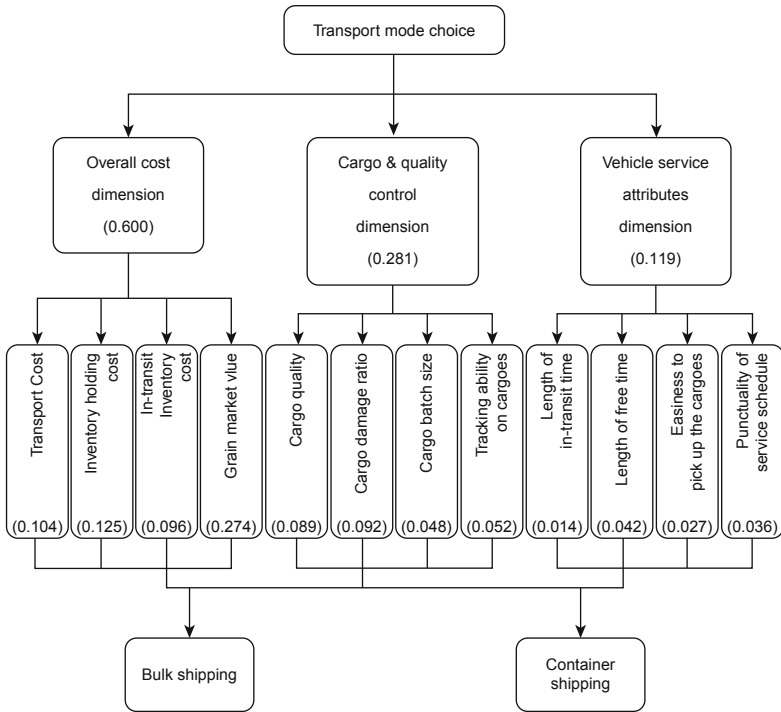 Transport mode choice
Overall cost
dimension
(0.600)
Cargo & quality
control
dimension
(0.281)
Vehicle service
attributes
dimension
(0.119)
Transport Cost
(0.104)
Inventory holding
cost
(0.125)
In-transit
Inventory
cost
(0.096)
Grain market vlue
(0.274)
Cargo quality
(0.089)
Cargo damage ratio
(0.092)
Cargo batch size
(0.048)
Tracking ability
on cargoes
(0.052)
Length of
in-transit time
(0.014)
Length of free time
(0.042)
Easiness to
pick up the cargoes
(0.027)
Punctuality of
service schedule
(0.036)
Bulk shipping
Container
shipping